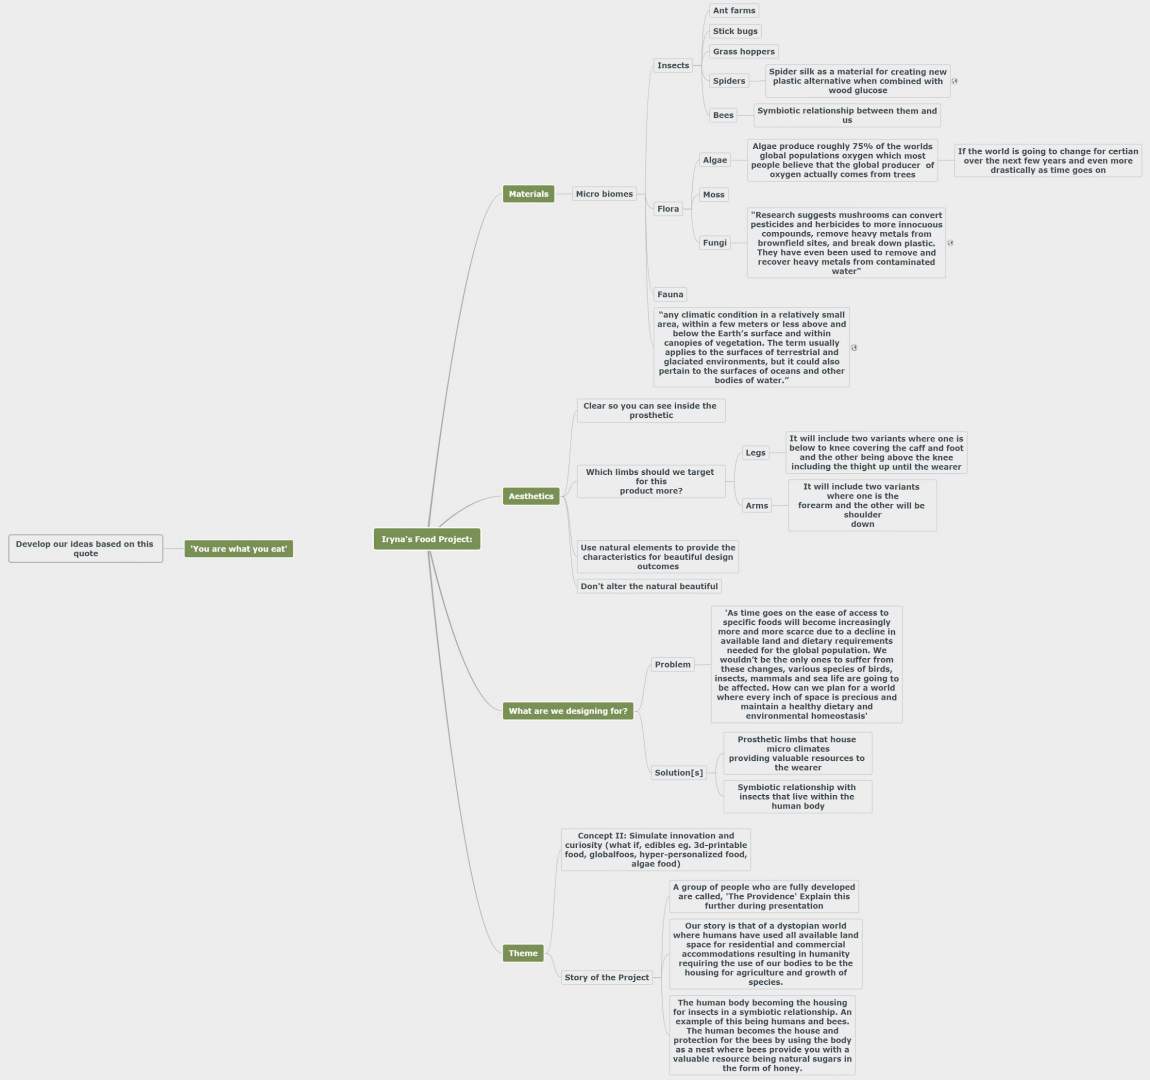 Ant farms
Stick bugs
Grass hoppers
Insects
Spiders
Spider silk as a material for creating new
plastic alternative when combined with
wood glucose
Bees
Symbiotic relationship between them and
us
Algae
Algae produce roughly 75% of the worlds
global populations oxygen which most
people believe that the global producer of
oxygen actually comes from trees
If the world is going to change for certian
over the next few years and even more
drastically as time goes on
Materials
Micro biomes
Flora
Moss
Fungi
"Research suggests mushrooms can convert
pesticides and herbicides to more innocuous
compounds, remove heavy metals from
brownfield sites, and break down plastic.
They have even been used to remove and
recover heavy metals from contaminated
water"
Fauna
“any climatic condition in a relatively small
area, within a few meters or less above and
below the Earth’s surface and within
canopies of vegetation. The term usually
applies to the surfaces of terrestrial and
glaciated environments, but it could also
pertain to the surfaces of oceans and other
bodies of water.”
Clear so you can see inside the
prosthetic
Aesthetics
Which limbs should we target
for this
product more?
Legs
It will include two variants where one is
below to knee covering the caff and foot
and the other being above the knee
including the thight up until the wearer
Arms
It will include two variants
where one is the
forearm and the other will be
shoulder
down
Use natural elements to provide the
characteristics for beautiful design
outcomes
Don't alter the natural beautiful
Iryna's Food Project:
'You are what you eat'
Develop our ideas based on this
quote
What are we designing for?
Problem
'As time goes on the ease of access to
specific foods will become increasingly
more and more scarce due to a decline in
available land and dietary requirements
needed for the global population. We
wouldn’t be the only ones to suffer from
these changes, various species of birds,
insects, mammals and sea life are going to
be affected. How can we plan for a world
where every inch of space is precious and
maintain a healthy dietary and
environmental homeostasis'
Solution[s]
Prosthetic limbs that house
micro climates
providing valuable resources to
the wearer
Symbiotic relationship with
insects that live within the
human body
Theme
Concept II: Simulate innovation and
curiosity (what if, edibles eg. 3d-printable
food, globalfoos, hyper-personalized food,
algae food)
Story of the Project
A group of people who are fully developed
are called, 'The Providence' Explain this
further during presentation
Our story is that of a dystopian world
where humans have used all available land
space for residential and commercial
accommodations resulting in humanity
requiring the use of our bodies to be the
housing for agriculture and growth of
species.
The human body becoming the housing
for insects in a symbiotic relationship. An
example of this being humans and bees.
The human becomes the house and
protection for the bees by using the body
as a nest where bees provide you with a
valuable resource being natural sugars in
the form of honey.